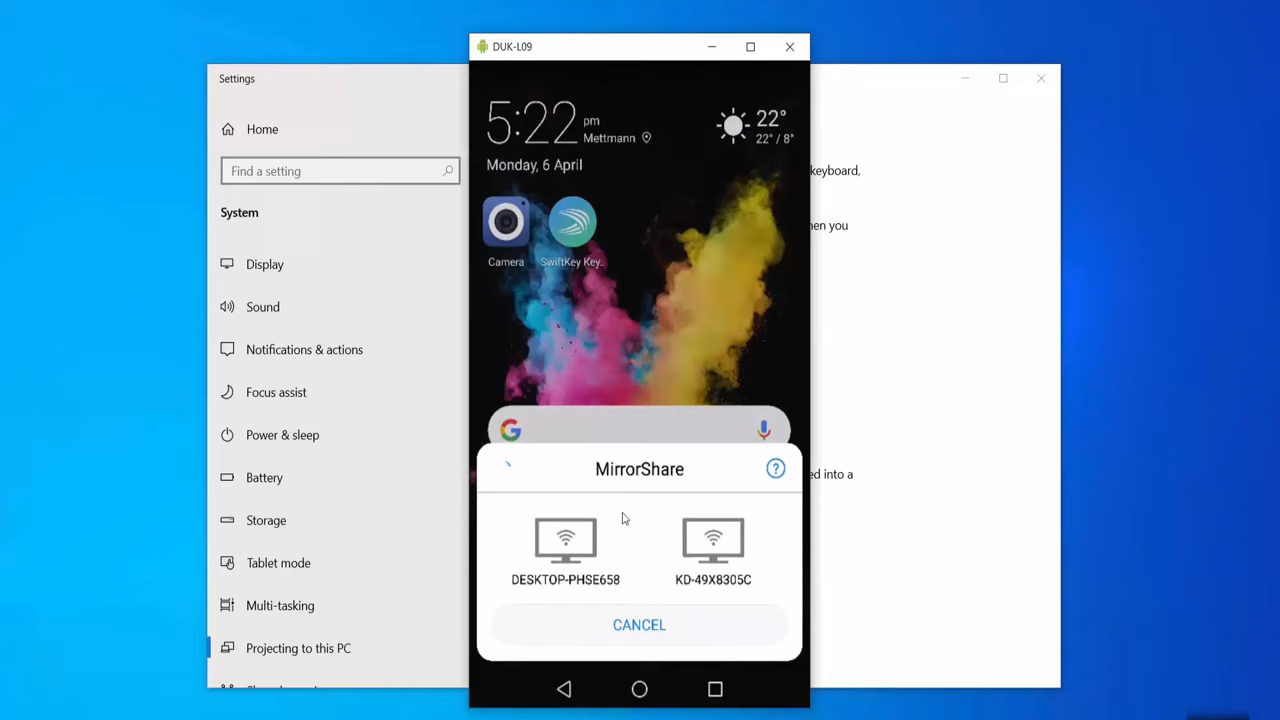 DUK-L09
Settings
Home
Find a setting
System
Display
Sound
Notifications & actions
Focus assist
Power & sleep
Battery
Storage
Tablet mode
Multi-tasking
Projecting to this PC
5:22 pm
Mettmann
Monday, 6 April
22°
22° / 8°
Camera
SwiftKey Key..
G
MirrorShare
?
DESKTOP-PHSE658
KD-49X8305C
CANCEL
keyboard,
en you
ed into a